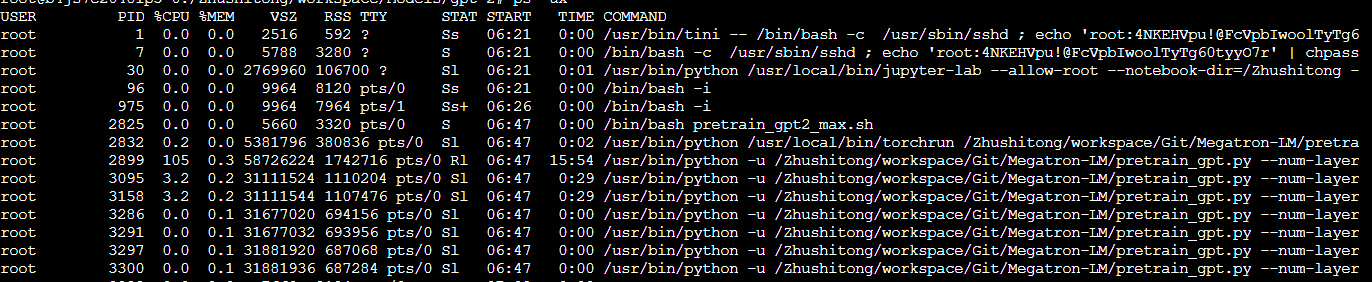 USER PID %CPU %MEM VSZ RSS TTY STAT START TIME COMMAND
root 1 0.0 0.0 2516 592 ? Ss 06:21 0:00 /usr/bin/tini -- /bin/bash -c /usr/sbin/sshd ; echo 'root:4NKEHVpu!@FcVpbIwoolTyTg6
root 7 0.0 0.0 5788 3280 ? S 06:21 0:00 /bin/bash -c /usr/sbin/sshd ; echo 'root:4NKEHVpu!@FcVpbIwoolTyTg60tyyO7r' | chpass
root 30 0.0 0.0 2769960 106700 ? Sl 06:21 0:01 /usr/bin/python /usr/local/bin/jupyter-lab --allow-root --notebook-dir=/Zhushitong -
root 96 0.0 0.0 9964 8120 pts/0 Ss 06:21 0:00 /bin/bash -i
root 975 0.0 0.0 9964 7964 pts/1 Ss+ 06:26 0:00 /bin/bash -i
root 2825 0.0 0.0 5660 3320 pts/0 S 06:47 0:00 /bin/bash pretrain_gpt2_max.sh
root 2832 0.2 0.0 5381796 380836 pts/0 Sl 06:47 0:02 /usr/bin/python /usr/local/bin/torchrun /Zhushitong/workspace/Git/Megatron-LM/pretra
root 2899 105 0.3 58726224 1742716 pts/0 Rl 06:47 15:54 /usr/bin/python -u /Zhushitong/workspace/Git/Megatron-LM/pretrain_gpt.py --num-layer
root 3095 3.2 0.2 31111524 1110204 pts/0 Sl 06:47 0:29 /usr/bin/python -u /Zhushitong/workspace/Git/Megatron-LM/pretrain_gpt.py --num-layer
root 3158 3.2 0.2 31111544 1107476 pts/0 Sl 06:47 0:29 /usr/bin/python -u /Zhushitong/workspace/Git/Megatron-LM/pretrain_gpt.py --num-layer
root 3286 0.0 0.1 31677020 694156 pts/0 Sl 06:47 0:00 /usr/bin/python -u /Zhushitong/workspace/Git/Megatron-LM/pretrain_gpt.py --num-layer
root 3291 0.0 0.1 31677032 693956 pts/0 Sl 06:47 0:00 /usr/bin/python -u /Zhushitong/workspace/Git/Megatron-LM/pretrain_gpt.py --num-layer
root 3297 0.0 0.1 31881920 687068 pts/0 Sl 06:47 0:00 /usr/bin/python -u /Zhushitong/workspace/Git/Megatron-LM/pretrain_gpt.py --num-layer
root 3300 0.0 0.1 31881936 687284 pts/0 Sl 06:47 0:00 /usr/bin/python -u /Zhushitong/workspace/Git/Megatron-LM/pretrain_gpt.py --num-layer